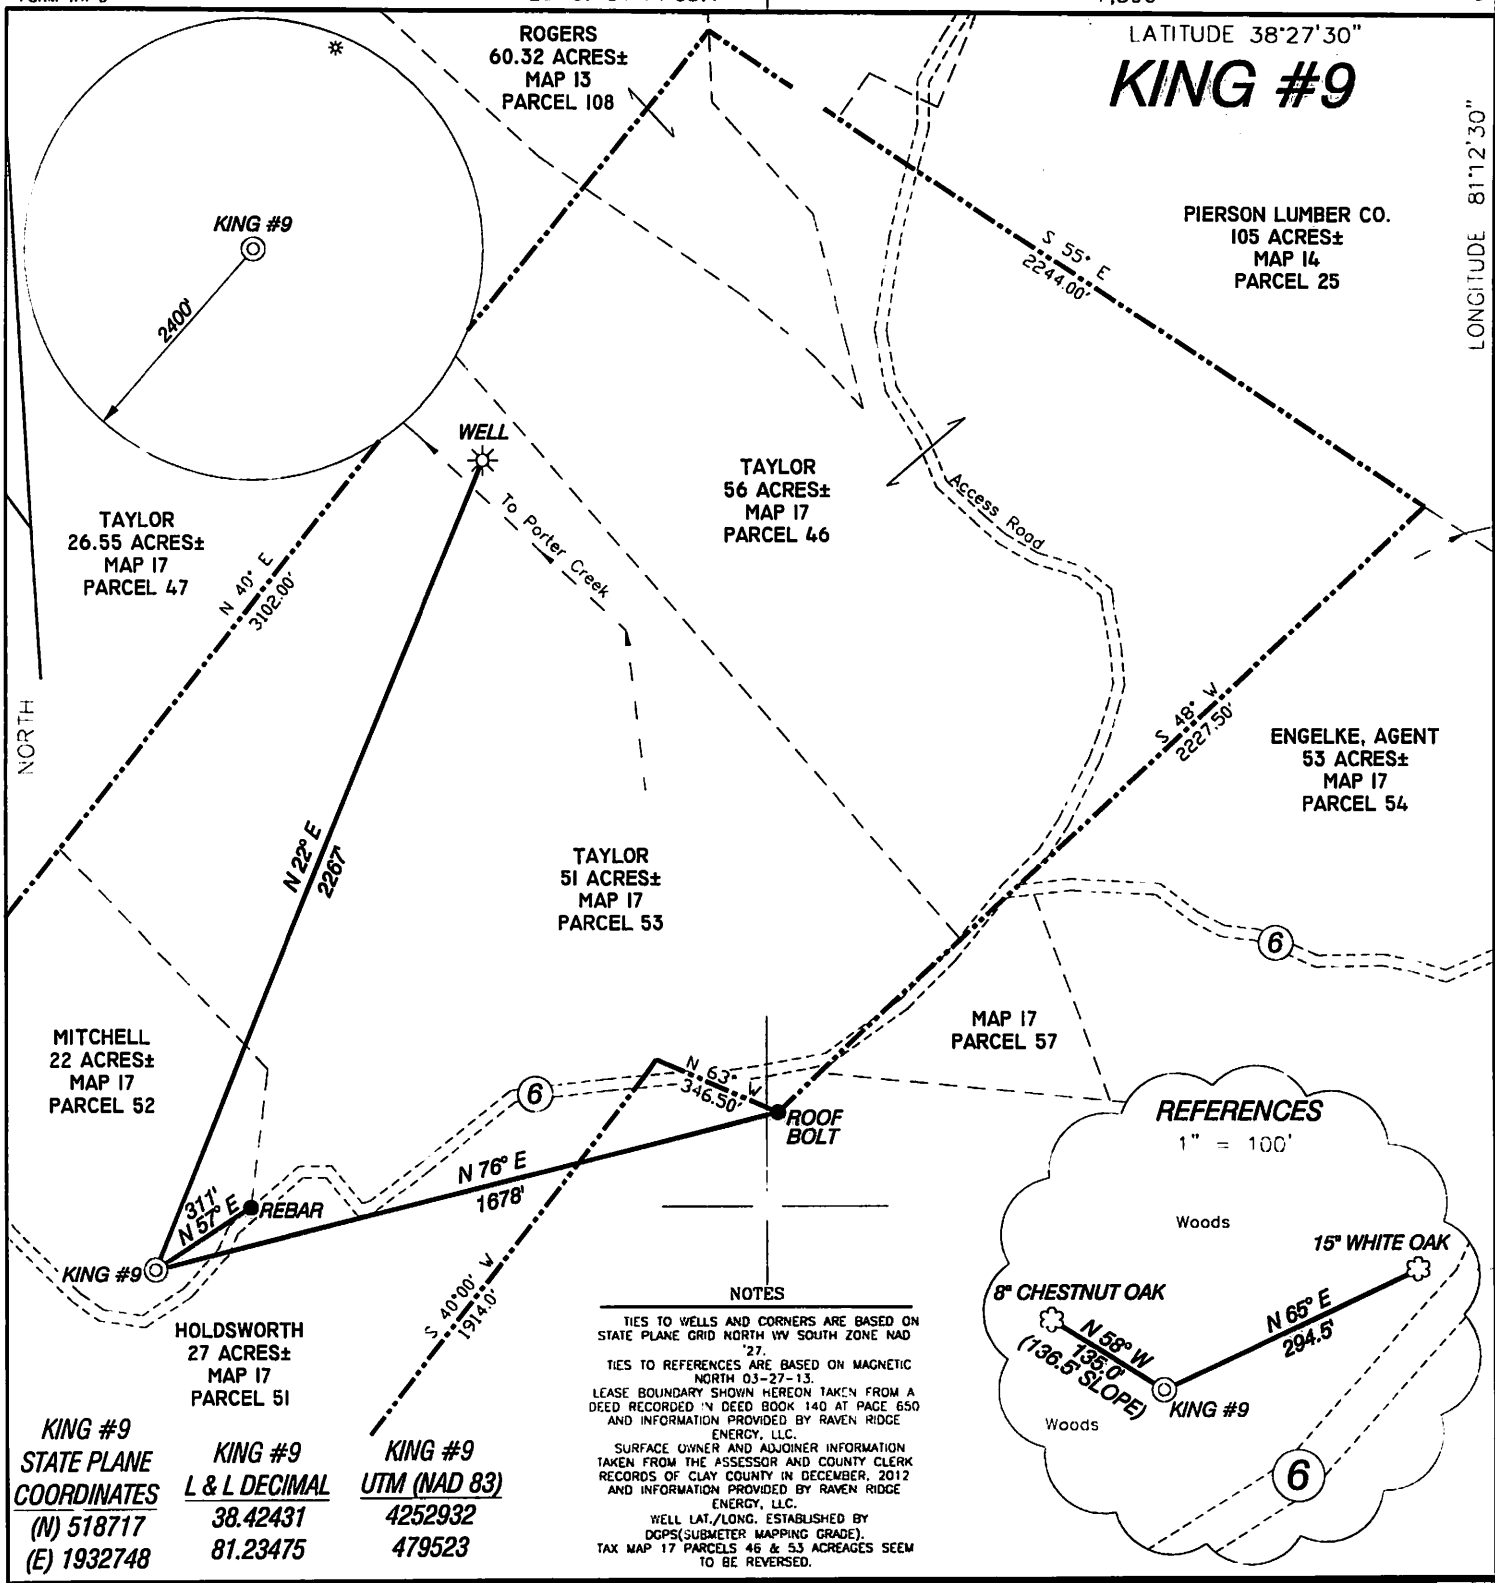 LATITUDE 38°27'30"
KING #9
LONGITUDE 81°12'30"
ROGERS
60.32 ACRES±
MAP 13
PARCEL 108
KING #9
2400'
PIERSON LUMBER CO.
105 ACRES±
MAP 14
PARCEL 25
S 55° E
2244.00'
WELL
To Porter Creek
TAYLOR
56 ACRES±
MAP 17
PARCEL 46
Access Road
TAYLOR
26.55 ACRES±
MAP 17
PARCEL 47
N 40° E
3102.00'
NORTH
S 48° W
2227.50'
ENGELKE, AGENT
53 ACRES±
MAP 17
PARCEL 54
N 22° E
2267'
TAYLOR
51 ACRES±
MAP 17
PARCEL 53
6
MITCHELL
22 ACRES±
MAP 17
PARCEL 52
MAP 17
PARCEL 57
6
N 63° W
346.50'
ROOF
BOLT
N 76° E
1678'
311'
N 57° E
REBAR
KING #9
S 40°00' W
1914.0'
HOLDSWORTH
27 ACRES±
MAP 17
PARCEL 51
REFERENCES
1" = 100'
Woods
15" WHITE OAK
8" CHESTNUT OAK
N 58° W
135.0'
(136.5' SLOPE)
N 65° E
294.5'
KING #9
Woods
6
NOTES
TIES TO WELLS AND CORNERS ARE BASED ON
STATE PLANE GRID NORTH WV SOUTH ZONE NAD
'27.
TIES TO REFERENCES ARE BASED ON MAGNETIC
NORTH 03-27-13.
LEASE BOUNDARY SHOWN HEREON TAKEN FROM A
DEED RECORDED IN DEED BOOK 140 AT PAGE 650
AND INFORMATION PROVIDED BY RAVEN RIDGE
ENERGY, LLC.
SURFACE OWNER AND ADJOINER INFORMATION
TAKEN FROM THE ASSESSOR AND COUNTY CLERK
RECORDS OF CLAY COUNTY IN DECEMBER, 2012
AND INFORMATION PROVIDED BY RAVEN RIDGE
ENERGY, LLC.
WELL LAT./LONG. ESTABLISHED BY
DGPS(SUBMETER MAPPING GRADE).
TAX MAP 17 PARCELS 46 & 53 ACREAGES SEEM
TO BE REVERSED.
KING #9
STATE PLANE
COORDINATES
(N) 518717
(E) 1932748
KING #9
L & L DECIMAL
38.42431
81.23475
KING #9
UTM (NAD 83)
4252932
479523